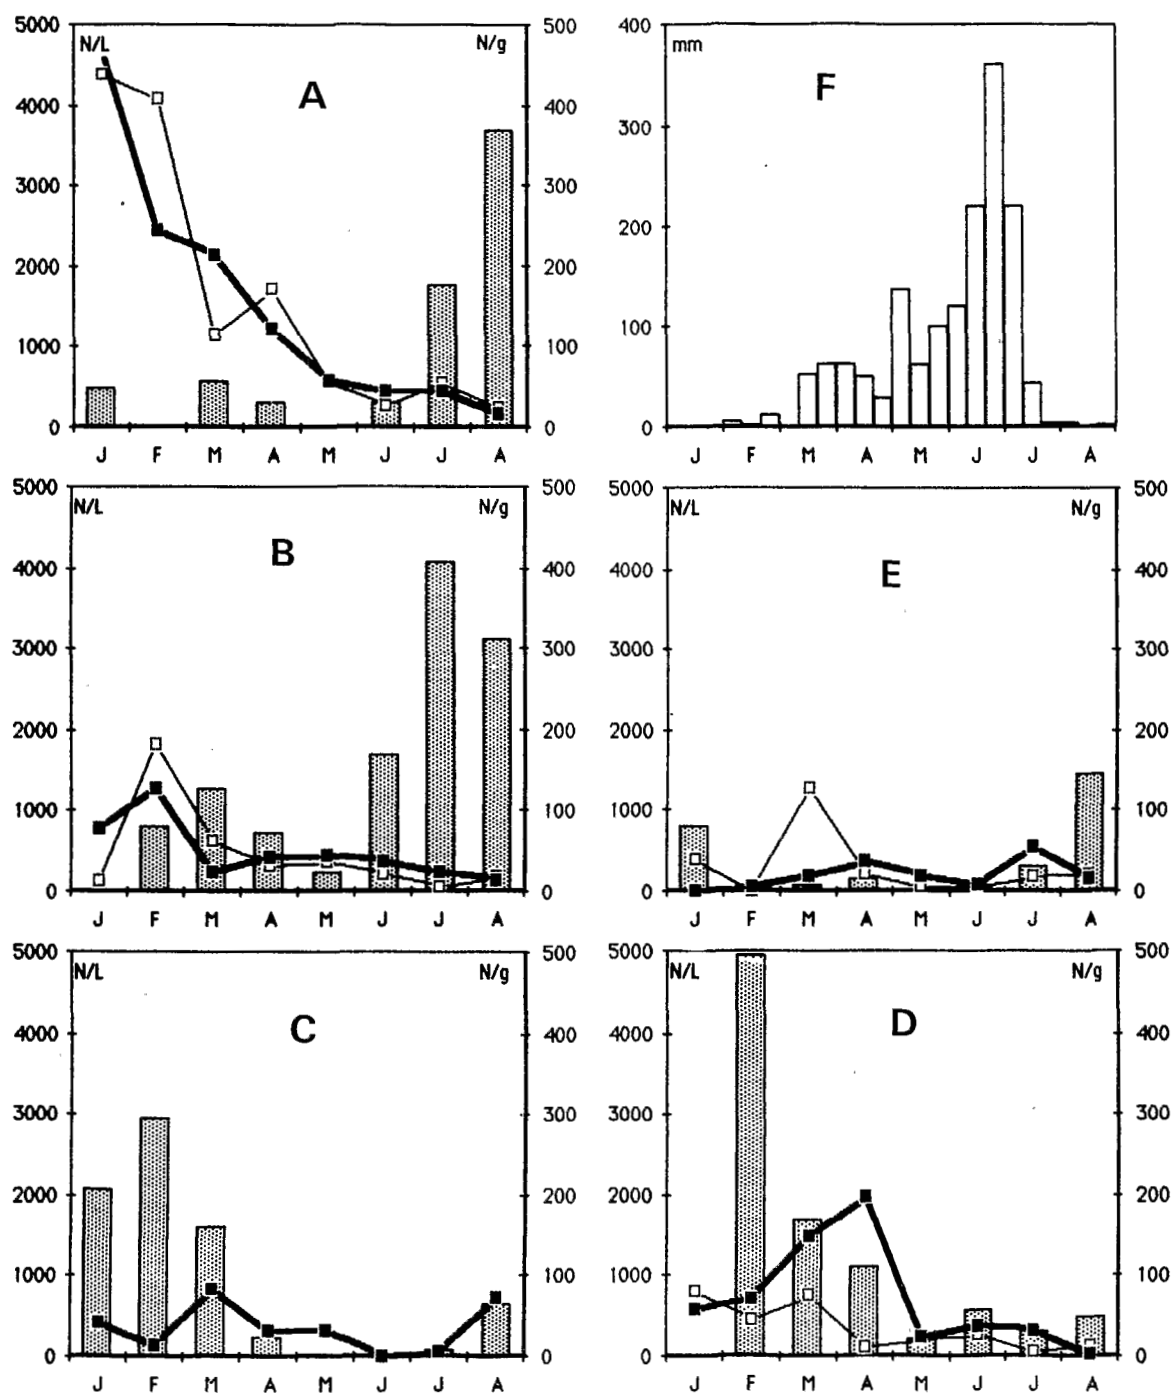 5000 N/L A N/g 500
4000 400
3000 300
2000 200
1000 100
0 0
J F M A M J J A
400 mm F
300
200
100
0
J F M A M J J A
5000 N/L B N/g 500
4000 400
3000 300
2000 200
1000 100
0 0
J F M A M J J A
5000 N/L E N/g 500
4000 400
3000 300
2000 200
1000 100
0 0
J F M A M J J A
5000 N/L C N/g 500
4000 400
3000 300
2000 200
1000 100
0 0
J F M A M J J A
5000 N/L D N/g 500
4000 400
3000 300
2000 200
1000 100
0 0
J F M A M J J A